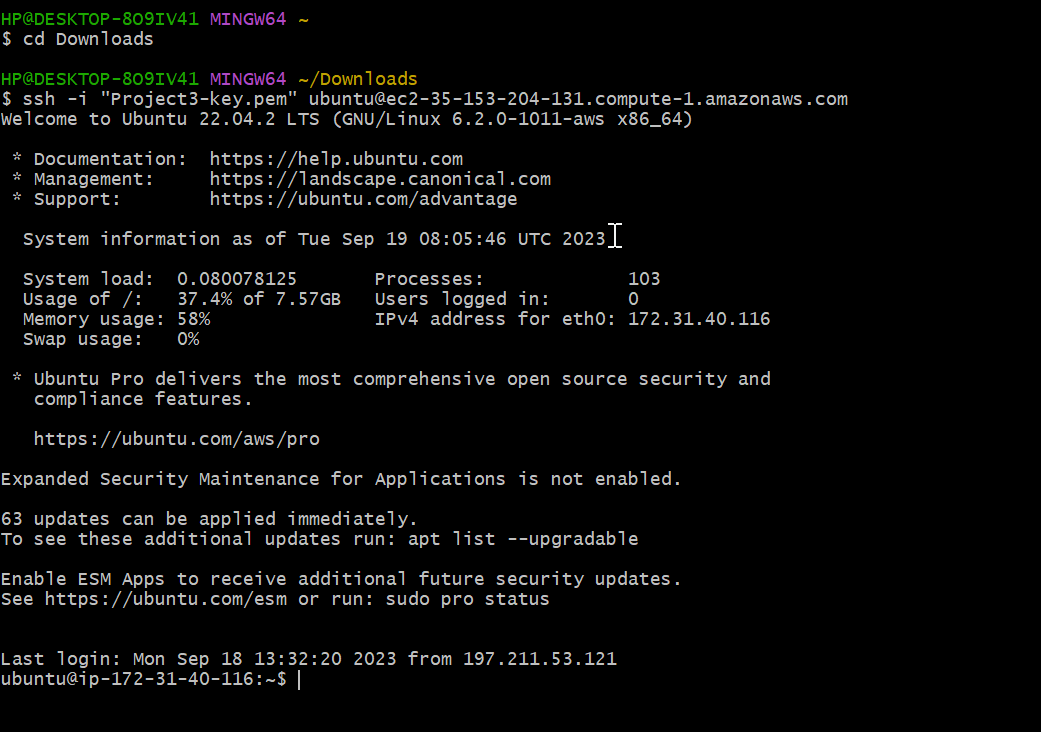 HP@DESKTOP-8O9IV41 MINGW64 ~
$ cd Downloads
HP@DESKTOP-8O9IV41 MINGW64 ~/Downloads
$ ssh -i "Project3-key.pem" ubuntu@ec2-35-153-204-131.compute-1.amazonaws.com
Welcome to Ubuntu 22.04.2 LTS (GNU/Linux 6.2.0-1011-aws x86_64)
* Documentation:  https://help.ubuntu.com
* Management:     https://landscape.canonical.com
* Support:        https://ubuntu.com/advantage
System information as of Tue Sep 19 08:05:46 UTC 2023
System load:  0.080078125       Processes:             103
Usage of /:   37.4% of 7.57GB   Users logged in:       0
Memory usage: 58%               IPv4 address for eth0: 172.31.40.116
Swap usage:   0%
* Ubuntu Pro delivers the most comprehensive open source security and
compliance features.
https://ubuntu.com/aws/pro
Expanded Security Maintenance for Applications is not enabled.
63 updates can be applied immediately.
To see these additional updates run: apt list --upgradable
Enable ESM Apps to receive additional future security updates.
See https://ubuntu.com/esm or run: sudo pro status
Last login: Mon Sep 18 13:32:20 2023 from 197.211.53.121
ubuntu@ip-172-31-40-116:~$